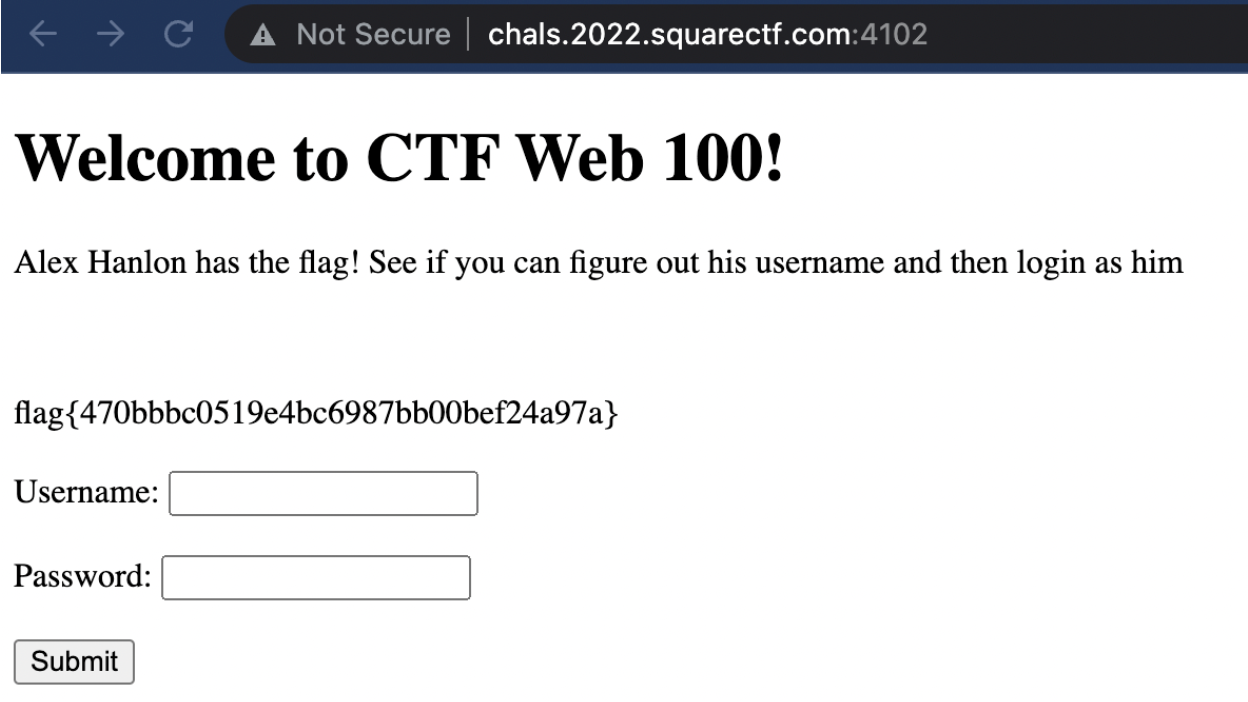 Not Secure | chals.2022.squarectf.com:4102
Welcome to CTF Web 100!
Alex Hanlon has the flag! See if you can figure out his username and then login as him
flag{470bbbc0519e4bc6987bb00bef24a97a}
Username:
Password:
Submit